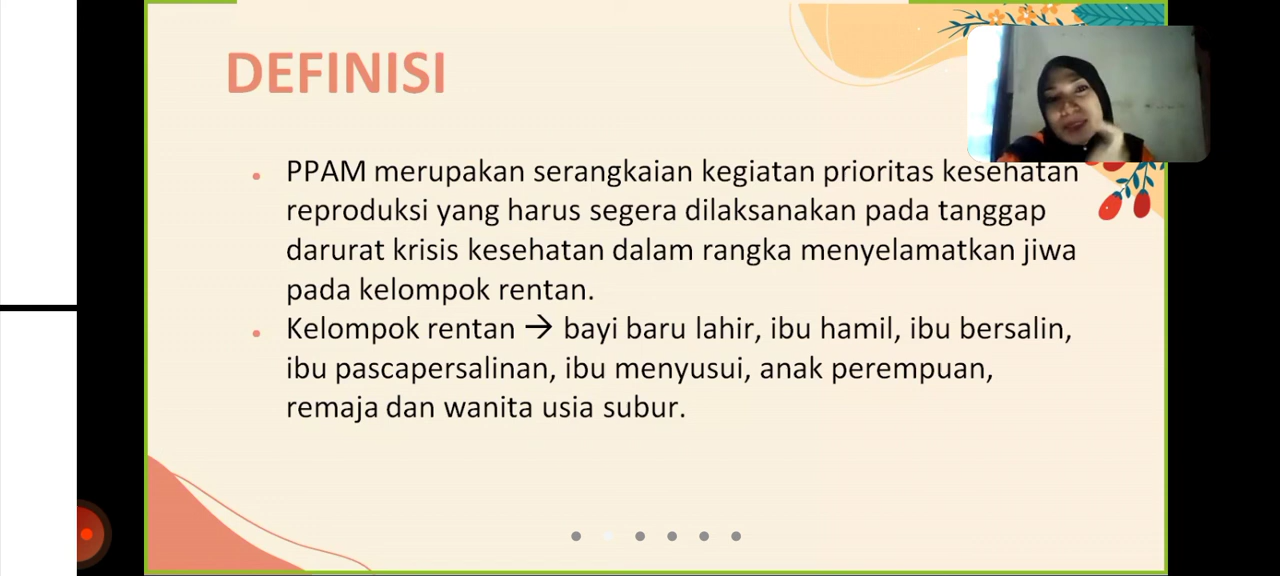 DEFINISI
PPAM merupakan serangkaian kegiatan prioritas kesehatan
reproduksi yang harus segera dilaksanakan pada tanggap
darurat krisis kesehatan dalam rangka menyelamatkan jiwa
pada kelompok rentan.
Kelompok rentan → bayi baru lahir, ibu hamil, ibu bersalin,
ibu pascapersalinan, ibu menyusui, anak perempuan,
remaja dan wanita usia subur.